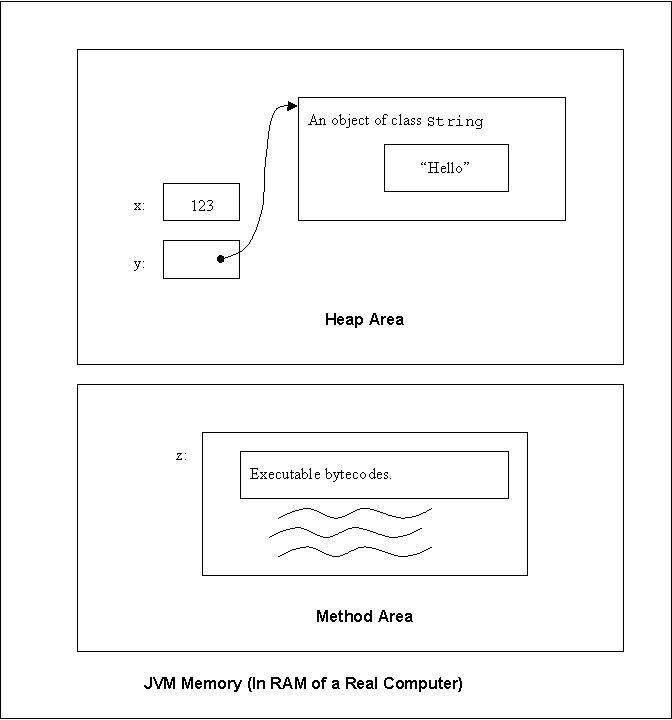 An object of class String
“Hello”
x: 123
y:
Heap Area
z:
Executable bytecodes.
Method Area
JVM Memory (In RAM of a Real Computer)